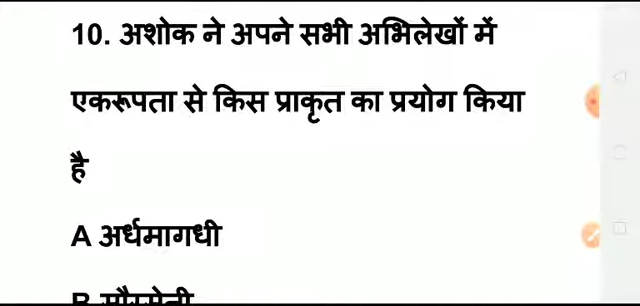 10. अशोक ने अपने सभी अभिलेखों में
एकरूपता से किस प्राकृत का प्रयोग किया
है
A अर्धमागधी